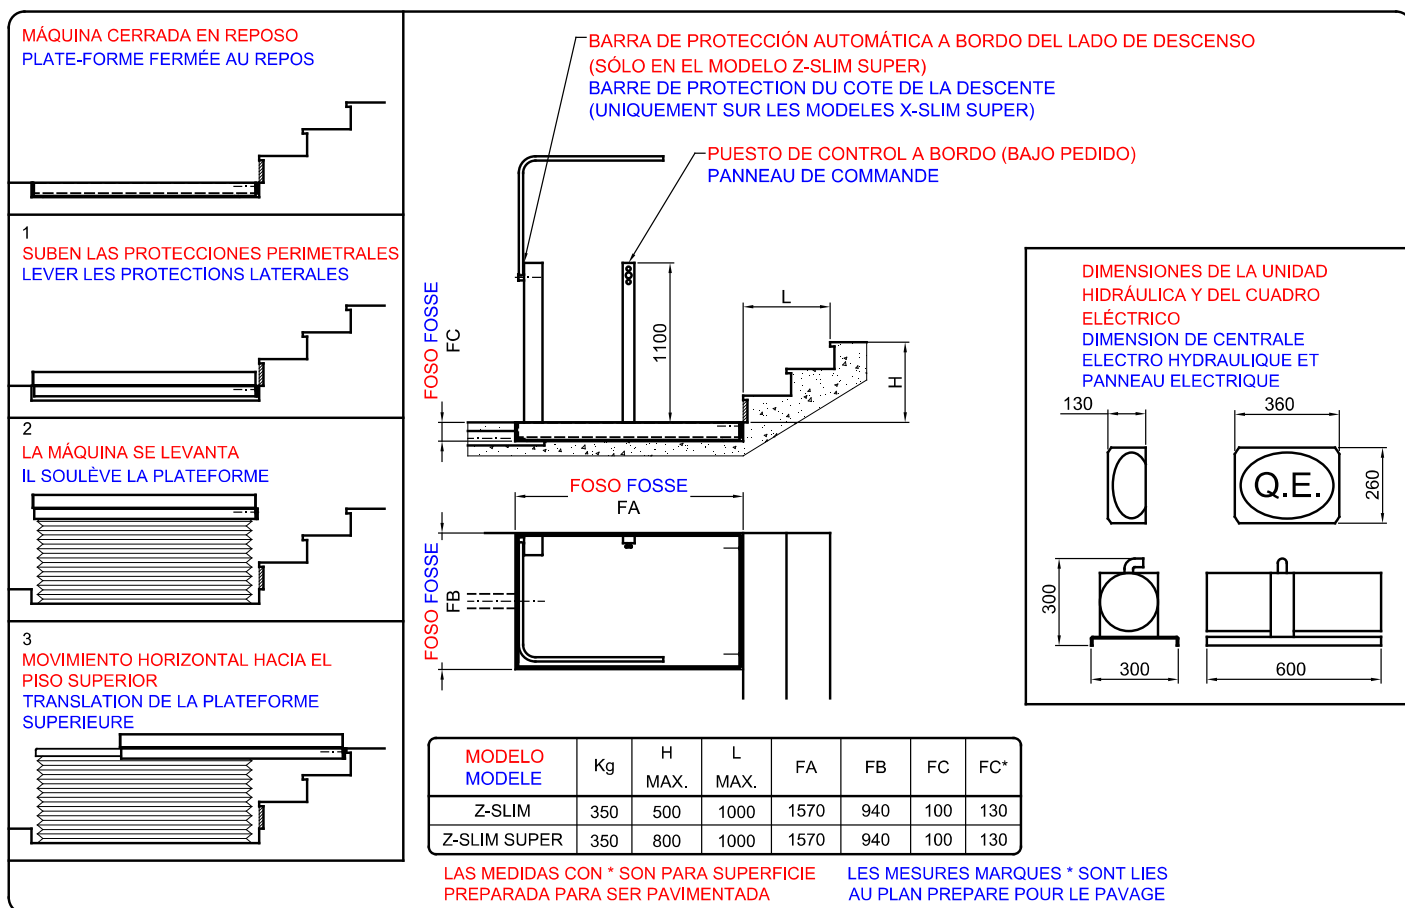 MÁQUINA CERRADA EN REPOSO
PLATE-FORME FERMÉE AU REPOS
1
SUBEN LAS PROTECCIONES PERIMETRALES
LEVER LES PROTECTIONS LATERALES
2
LA MÁQUINA SE LEVANTA
IL SOULÈVE LA PLATEFORME
3
MOVIMIENTO HORIZONTAL HACIA EL
PISO SUPERIOR
TRANSLATION DE LA PLATEFORME
SUPERIEURE
BARRA DE PROTECCIÓN AUTOMÁTICA A BORDO DEL LADO DE DESCENSO
(SÓLO EN EL MODELO Z-SLIM SUPER)
BARRE DE PROTECTION DU COTE DE LA DESCENTE
(UNIQUEMENT SUR LES MODELES X-SLIM SUPER)
PUESTO DE CONTROL A BORDO (BAJO PEDIDO)
PANNEAU DE COMMANDE
FOSO FOSSE
FC
1100
L
H
FOSO FOSSE
FA
FOSO FOSSE
FB
DIMENSIONES DE LA UNIDAD
HIDRÁULICA Y DEL CUADRO
ELÉCTRICO
DIMENSION DE CENTRALE
ELECTRO HYDRAULIQUE ET
PANNEAU ELECTRIQUE
130
360
Q.E.
260
300
300
600
MODELO
MODELE
Kg
H
MAX.
L
MAX.
FA
FB
FC
FC*
Z-SLIM 350 500 1000 1570 940 100 130
Z-SLIM SUPER 350 800 1000 1570 940 100 130
LAS MEDIDAS CON * SON PARA SUPERFICIE
PREPARADA PARA SER PAVIMENTADA
LES MESURES MARQUES * SONT LIES
AU PLAN PREPARE POUR LE PAVAGE